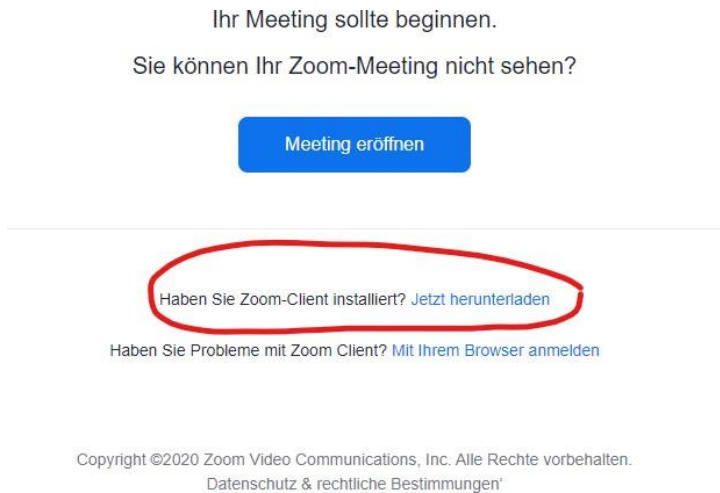 Ihr Meeting sollte beginnen.
Sie können Ihr Zoom-Meeting nicht sehen?
Meeting eröffnen
Haben Sie Zoom-Client installiert? Jetzt herunterladen
Haben Sie Probleme mit Zoom Client? Mit Ihrem Browser anmelden
Copyright ©2020 Zoom Video Communications, Inc. Alle Rechte vorbehalten.
Datenschutz & rechtliche Bestimmungen'